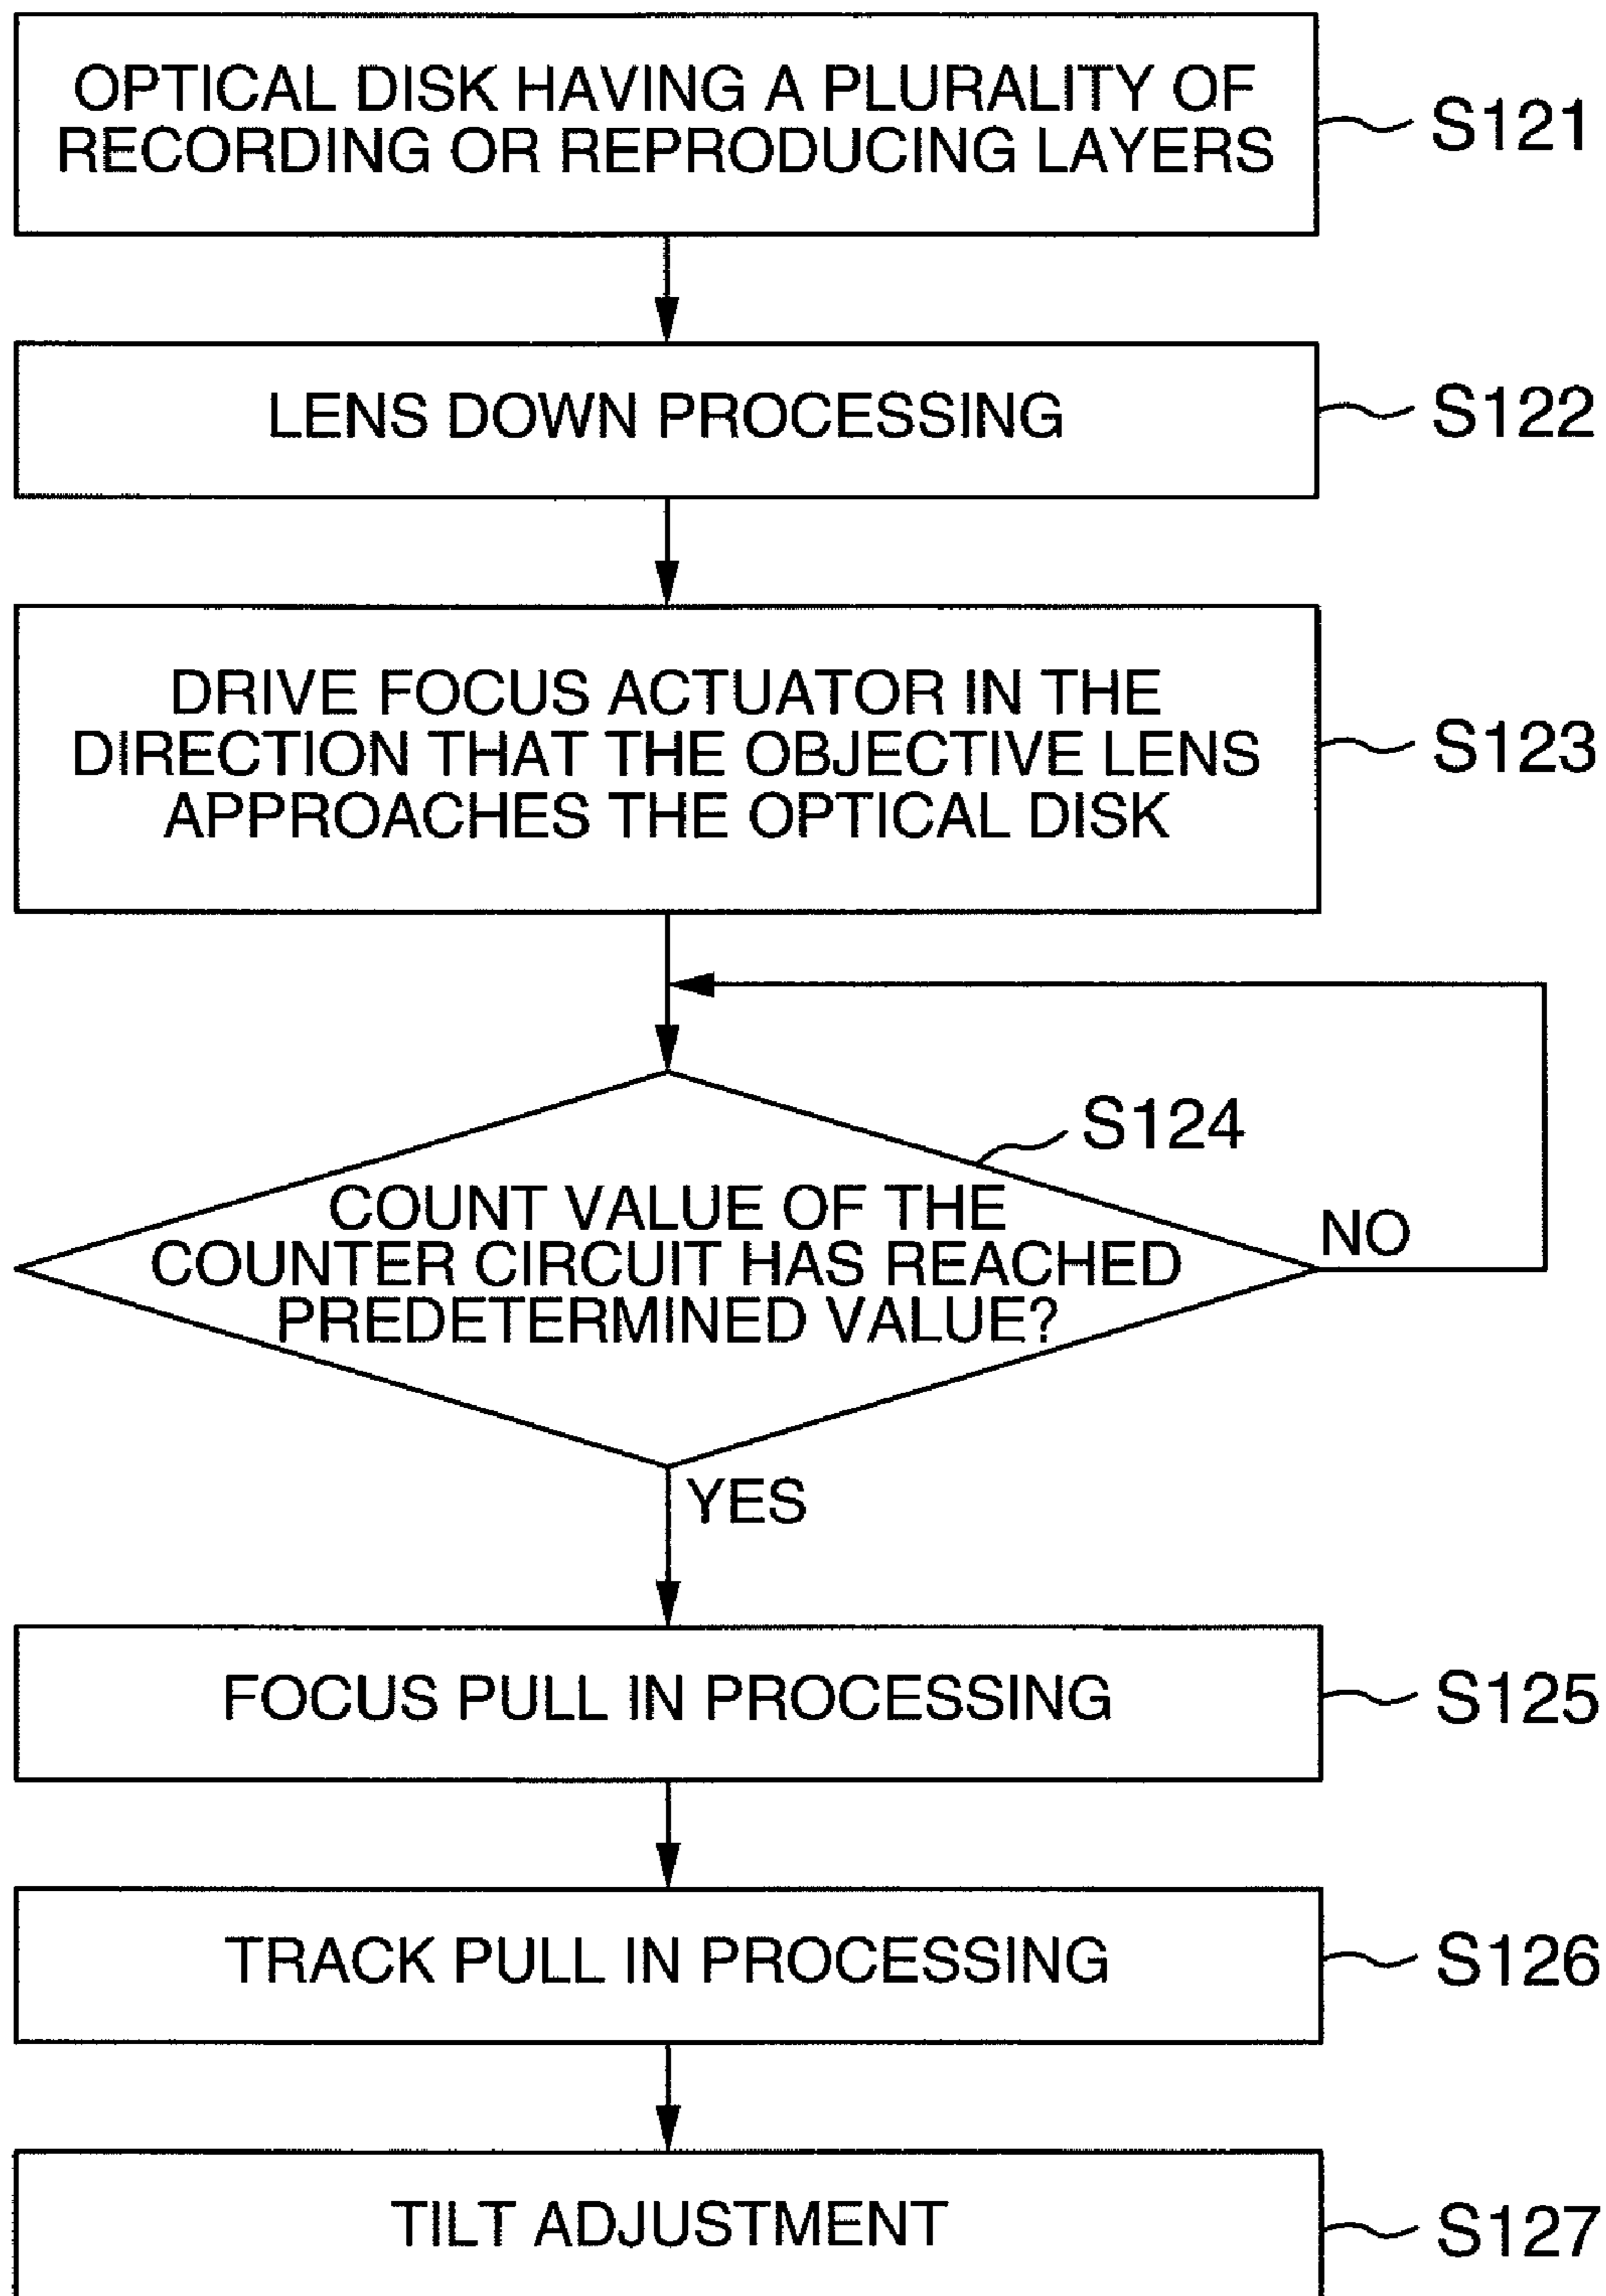 OPTICAL DISK HAVING A PLURALITY OF
RECORDING OR REPRODUCING LAYERS
S121
LENS DOWN PROCESSING
S122
DRIVE FOCUS ACTUATOR IN THE
DIRECTION THAT THE OBJECTIVE LENS
APPROACHES THE OPTICAL DISK
S123
S124
COUNT VALUE OF THE
COUNTER CIRCUIT HAS REACHED
PREDETERMINED VALUE?
NO
YES
FOCUS PULL IN PROCESSING
S125
TRACK PULL IN PROCESSING
S126
TILT ADJUSTMENT
S127